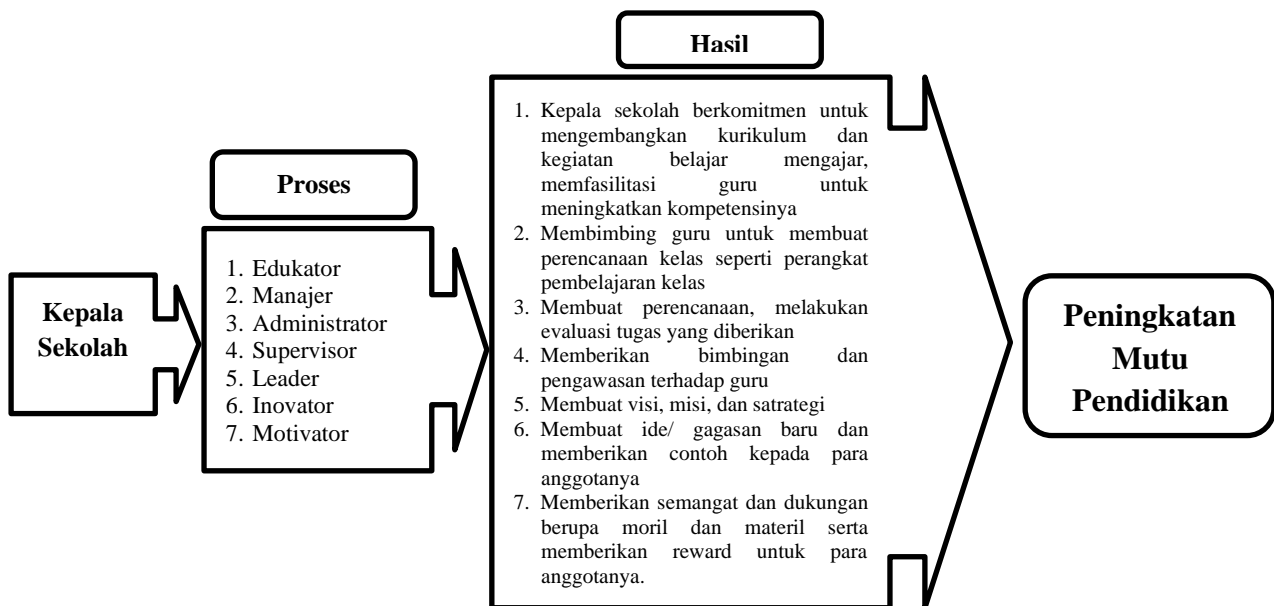 Kepala
Sekolah
Proses
1. Edukator
2. Manajer
3. Administrator
4. Supervisor
5. Leader
6. Inovator
7. Motivator
Hasil
1. Kepala sekolah berkomitmen untuk
mengembangkan kurikulum dan
kegiatan belajar mengajar,
memfasilitasi guru untuk
meningkatkan kompetensinya
2. Membimbing guru untuk membuat
perencanaan kelas seperti perangkat
pembelajaran kelas
3. Membuat perencanaan, melakukan
evaluasi tugas yang diberikan
4. Memberikan bimbingan dan
pengawasan terhadap guru
5. Membuat visi, misi, dan satrategi
6. Membuat ide/ gagasan baru dan
memberikan contoh kepada para
anggotanya
7. Memberikan semangat dan dukungan
berupa moril dan materil serta
memberikan reward untuk para
anggotanya.
Peningkatan
Mutu
Pendidikan